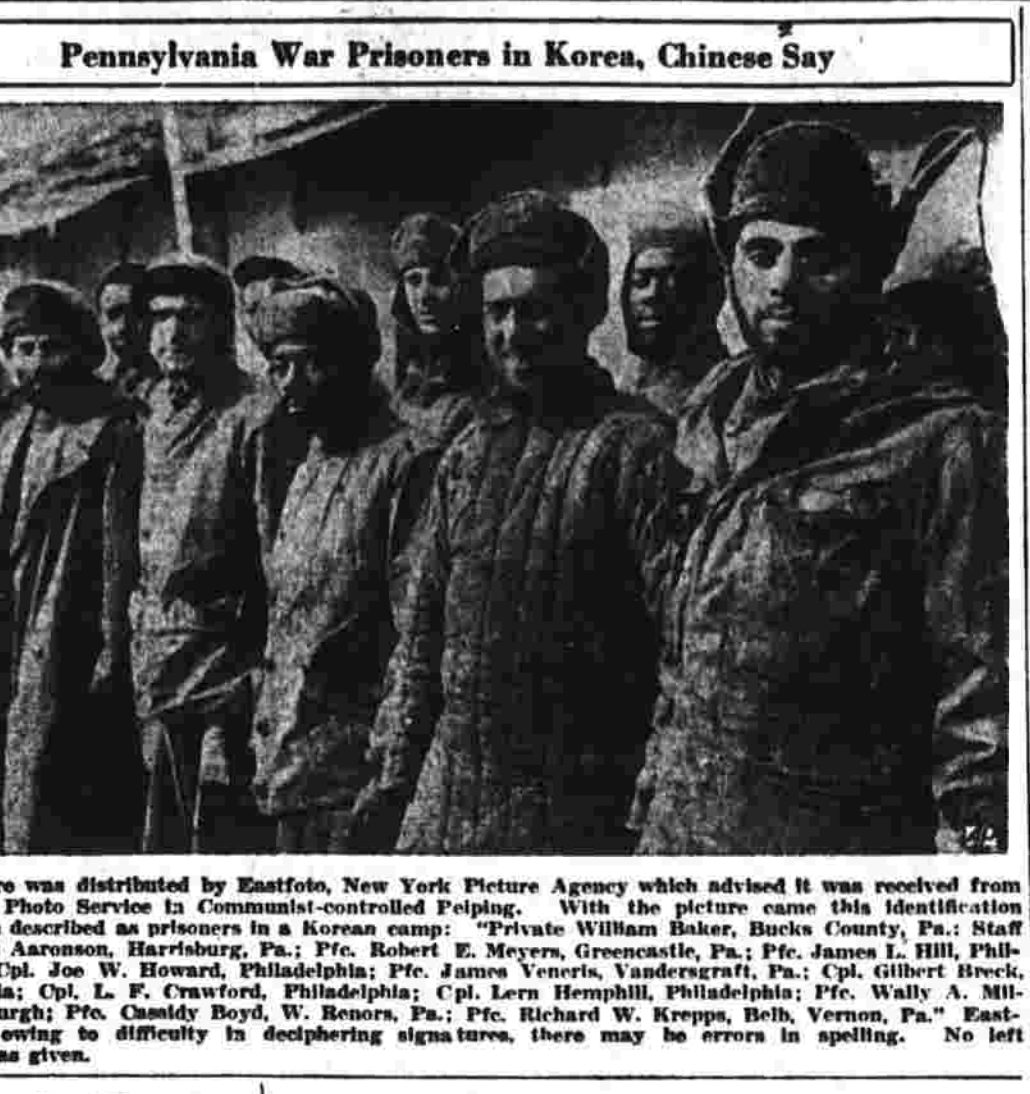 Pennsylvania War Prisoners in Korea, Chinese Say
re was distributed by Eastfoto, New York Picture Agency which advised it was received from
Photo Service in Communist-controlled Peiping. With the picture came this identification
described as prisoners in a Korean camp: "Private William Baker, Bucks County, Pa.: Staff
Aaronson, Harrisburg, Pa.; Pfc. Robert E. Meyers, Greencastle, Pa.; Pfc. James L. Hill, Phil-
Cpl. Joe W. Howard, Philadelphia; Pfc. James Veneris, Vandersgraft, Pa.; Cpl. Gilbert Breck,
ia; Cpl. L. F. Crawford, Philadelphia; Cpl. Lern Hemphill, Philadelphia; Pfc. Wally A. Mil-
urgh; Pfc. Cassidy Boyd, W. Renors, Pa.; Pfc. Richard W. Krepps, Belb, Vernon, Pa." East-
owing to difficulty in deciphering signatures, there may be errors in spelling. No left
as given.